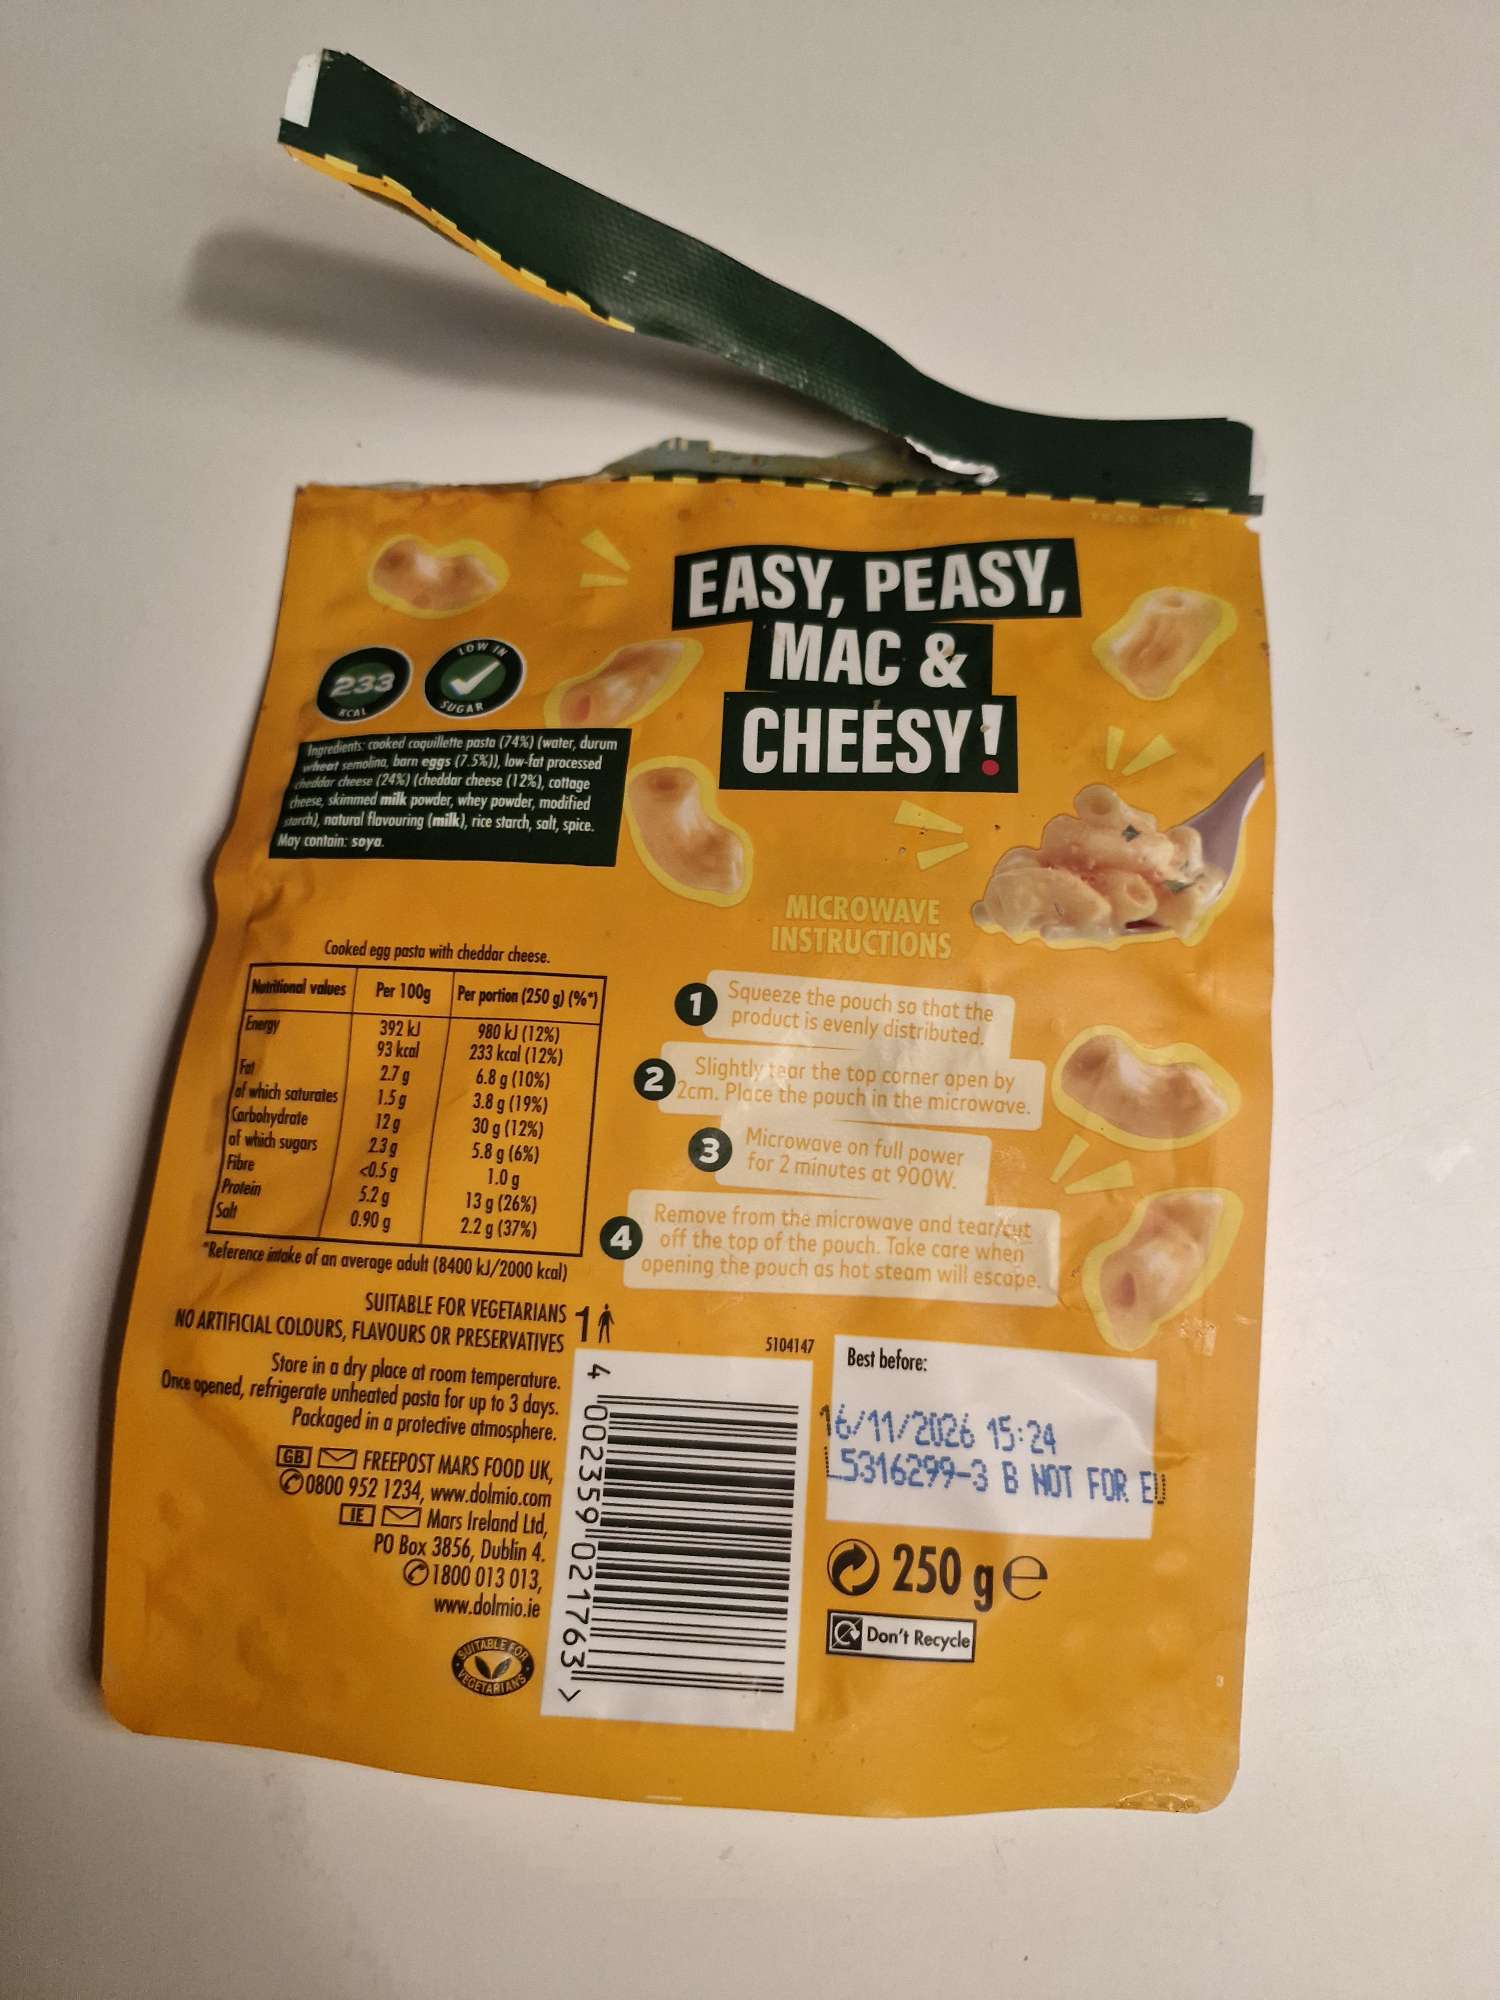 TEAR HERE
EASY, PEASY,
MAC &
CHEESY!
233
KCAL
LOW IN
SUGAR
Ingredients: cooked coquillette pasta (74%) (water, durum
wheat semolina, barn eggs (7.5%)), low-fat processed
cheddar cheese (24%) (cheddar cheese (12%), cottage
cheese, skimmed milk powder, whey powder, modified
starch), natural flavouring (milk), rice starch, salt, spice.
May contain: soya.
Cooked egg pasta with cheddar cheese.
Nutritional values Per 100g Per portion (250 g) (%*)
Energy 392 kJ 980 kJ (12%)
93 kcal 233 kcal (12%)
Fat 2.7 g 6.8 g (10%)
of which saturates 1.5 g 3.8 g (19%)
Carbohydrate 12 g 30 g (12%)
of which sugars 2.3 g 5.8 g (6%)
Fibre <0.5 g 1.0 g
Protein 5.2 g 13 g (26%)
Salt 0.90 g 2.2 g (37%)
*Reference intake of an average adult (8400 kJ/2000 kcal)
SUITABLE FOR VEGETARIANS
NO ARTIFICIAL COLOURS, FLAVOURS OR PRESERVATIVES
1
Store in a dry place at room temperature.
Once opened, refrigerate unheated pasta for up to 3 days.
Packaged in a protective atmosphere.
GB FREEPOST MARS FOOD UK,
0800 952 1234, www.dolmio.com
IE Mars Ireland Ltd,
PO Box 3856, Dublin 4.
1800 013 013,
www.dolmio.ie
SUITABLE FOR
VEGETARIANS
MICROWAVE
INSTRUCTIONS
1 Squeeze the pouch so that the
product is evenly distributed.
2 Slightly tear the top corner open by
2cm. Place the pouch in the microwave.
3 Microwave on full power
for 2 minutes at 900W.
4 Remove from the microwave and tear/cut
off the top of the pouch. Take care when
opening the pouch as hot steam will escape.
5104147
4 002359 021763 >
Best before:
16/11/2026 15:24
L5316299-3 B NOT FOR EU
250 g e
Don't Recycle